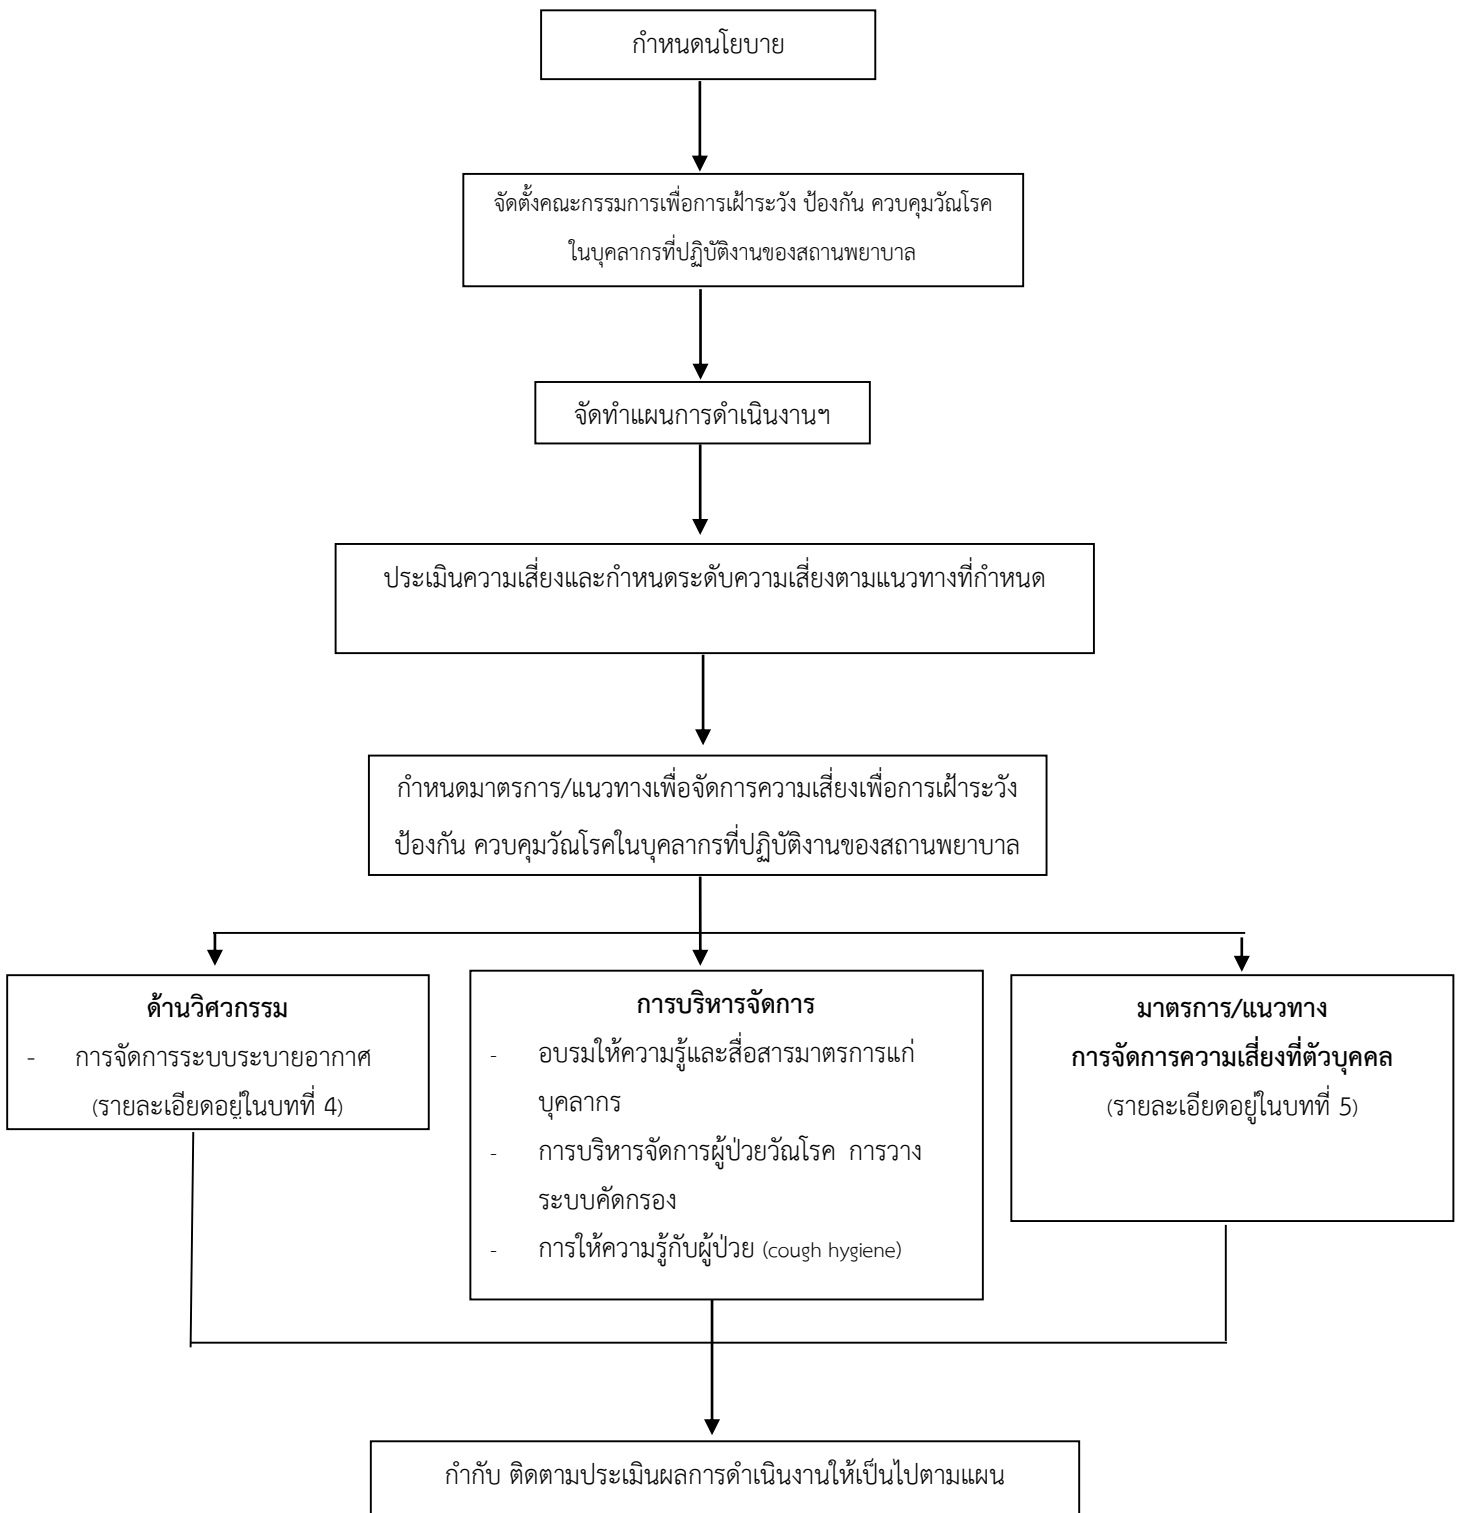 กำหนดนโยบาย
จัดตั้งคณะกรรมการเพื่อการเฝ้าระวัง ป้องกัน ควบคุมวัณโรค
ในบุคลากรที่ปฏิบัติงานของสถานพยาบาล
จัดทำแผนการดำเนินงานฯ
ประเมินความเสี่ยงและกำหนดระดับความเสี่ยงตามแนวทางที่กำหนด
กำหนดมาตรการ/แนวทางเพื่อจัดการความเสี่ยงเพื่อการเฝ้าระวัง
ป้องกัน ควบคุมวัณโรคในบุคลากรที่ปฏิบัติงานของสถานพยาบาล
ด้านวิศวกรรม
- การจัดการระบบระบายอากาศ
(รายละเอียดอยู่ในบทที่ 4)
การบริหารจัดการ
- อบรมให้ความรู้และสื่อสารมาตรการแก่
บุคลากร
- การบริหารจัดการผู้ป่วยวัณโรค การวาง
ระบบคัดกรอง
- การให้ความรู้กับผู้ป่วย (cough hygiene)
มาตรการ/แนวทาง
การจัดการความเสี่ยงที่ตัวบุคคล
(รายละเอียดอยู่ในบทที่ 5)
กำกับ ติดตามประเมินผลการดำเนินงานให้เป็นไปตามแผน